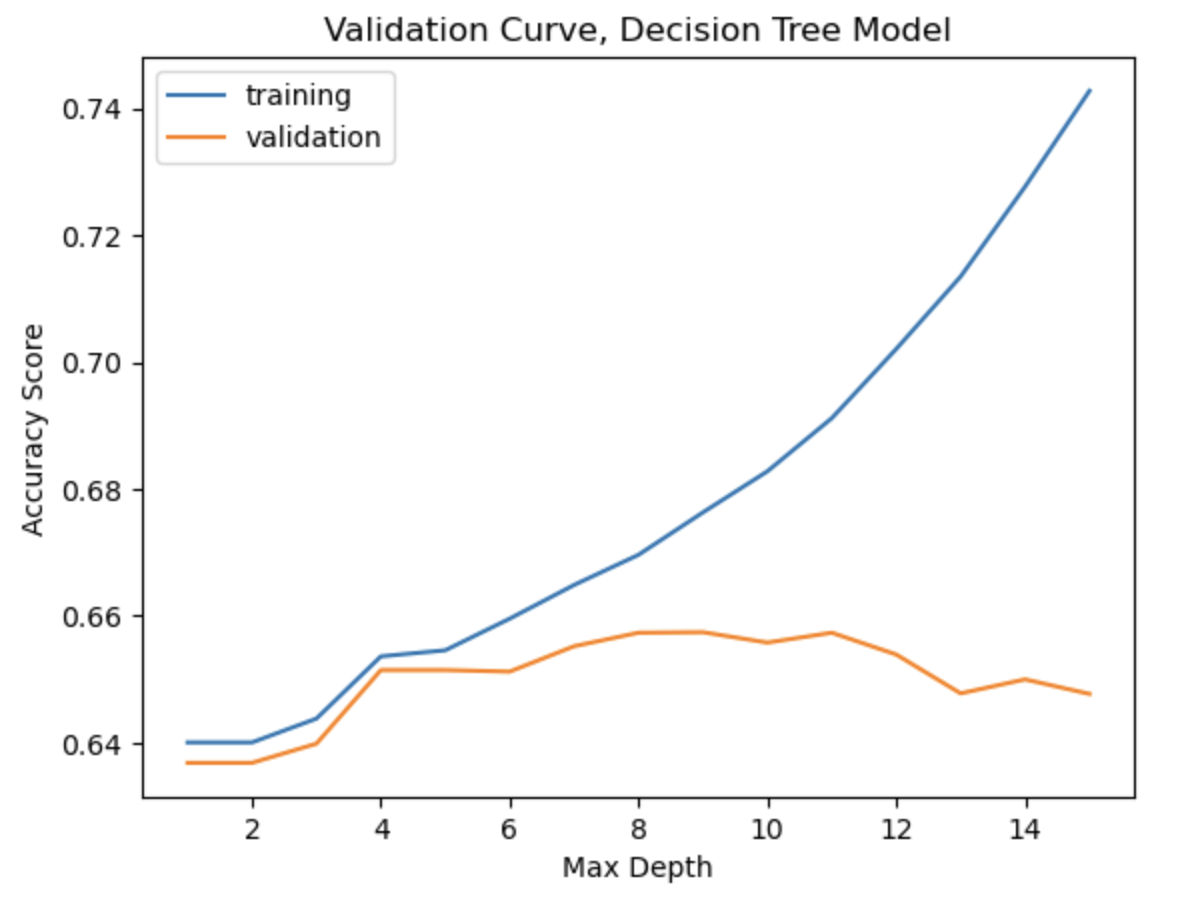 Validation Curve, Decision Tree Model
training
validation
0.74
0.72
0.70
0.68
0.66
0.64
Accuracy Score
2 4 6 8 10 12 14
Max Depth